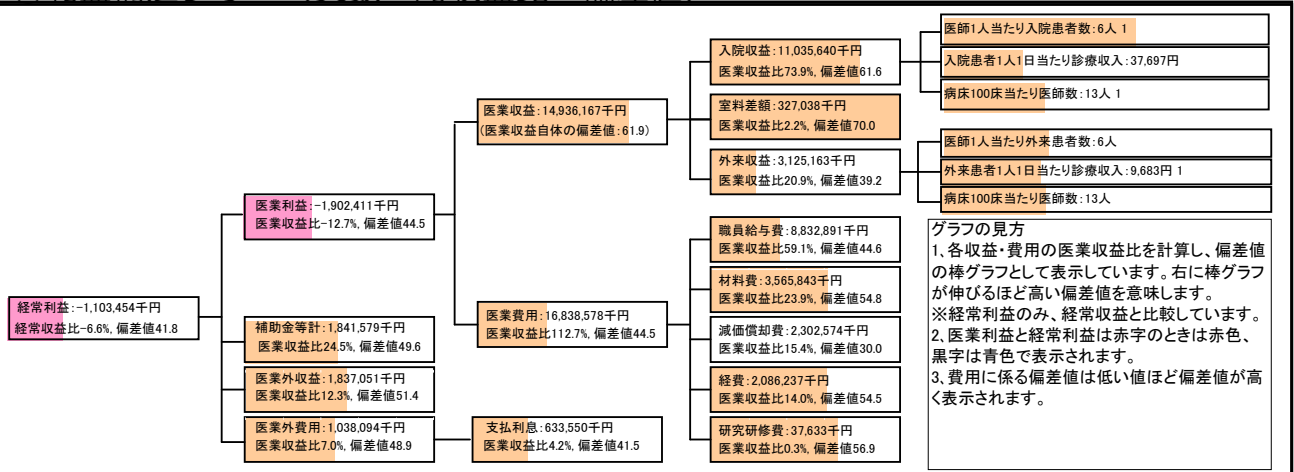 経常利益:-1,103,454千円
経常収益比-6.6%, 偏差値41.8
医業利益:-1,902,411千円
医業収益比-12.7%, 偏差値44.5
補助金等計:1,841,579千円
医業収益比24.5%, 偏差値49.6
医業外収益:1,837,051千円
医業収益比12.3%, 偏差値51.4
医業外費用:1,038,094千円
医業収益比7.0%, 偏差値48.9
支払利息:633,550千円
医業収益比4.2%, 偏差値41.5
医業収益:14,936,167千円
(医業収益自体の偏差値:61.9)
医業費用:16,838,578千円
医業収益比112.7%, 偏差値44.5
入院収益:11,035,640千円
医業収益比73.9%, 偏差値61.6
室料差額:327,038千円
医業収益比2.2%, 偏差値70.0
外来収益:3,125,163千円
医業収益比20.9%, 偏差値39.2
職員給与費:8,832,891千円
医業収益比59.1%, 偏差値44.6
材料費:3,565,843千円
医業収益比23.9%, 偏差値54.8
減価償却費:2,302,574千円
医業収益比15.4%, 偏差値30.0
経費:2,086,237千円
医業収益比14.0%, 偏差値54.5
研究研修費:37,633千円
医業収益比0.3%, 偏差値56.9
医師1人当たり入院患者数:6人 1
入院患者1人1日当たり診療収入:37,697円
病床100床当たり医師数:13人 1
医師1人当たり外来患者数:6人
外来患者1人1日当たり診療収入:9,683円 1
病床100床当たり医師数:13人
グラフの見方
1、各収益・費用の医業収益比を計算し、偏差値
の棒グラフとして表示しています。右に棒グラフ
が伸びるほど高い偏差値を意味します。
※経常利益のみ、経常収益と比較しています。
2、医業利益と経常利益は赤字のときは赤色、
黒字は青色で表示されます。
3、費用に係る偏差値は低い値ほど偏差値が高
く表示されます。